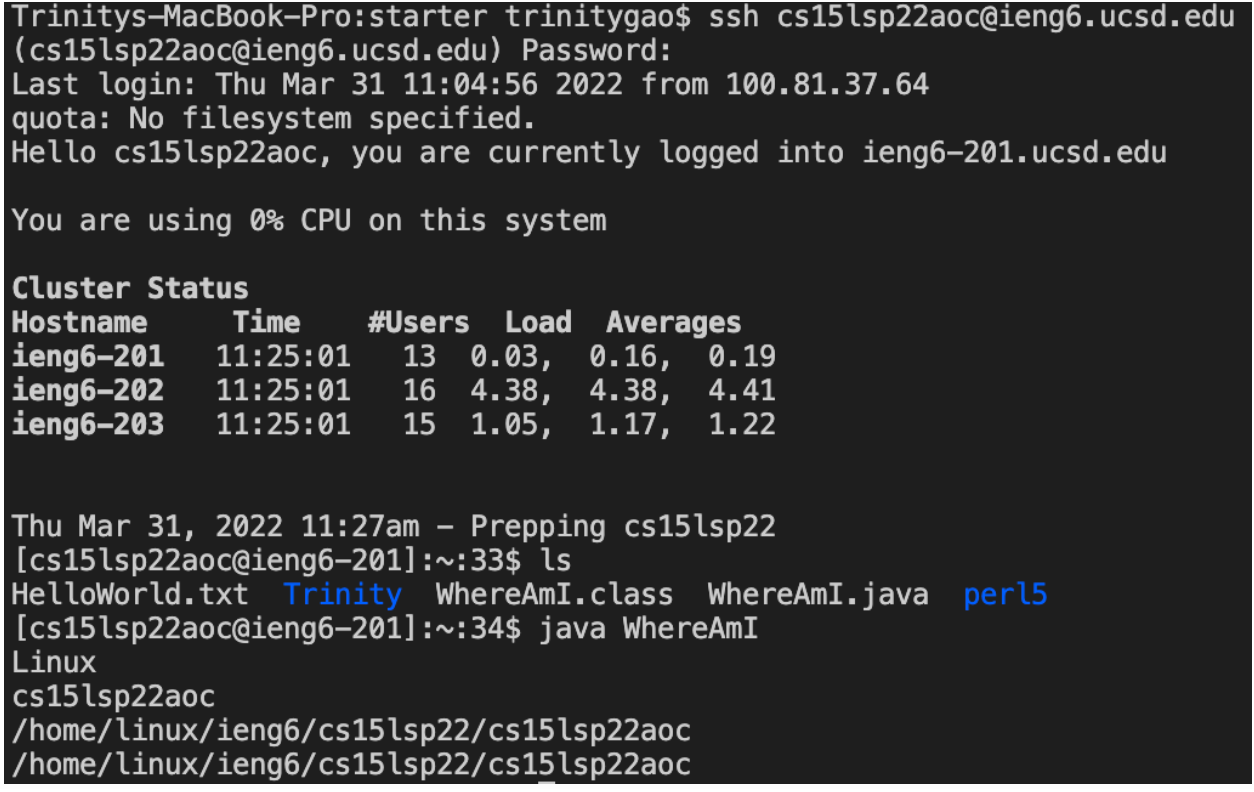 Trinitys-MacBook-Pro:starter trinitygao$ ssh cs15lsp22aoc@ieng6.ucsd.edu
(cs15lsp22aoc@ieng6.ucsd.edu) Password:
Last login: Thu Mar 31 11:04:56 2022 from 100.81.37.64
quota: No filesystem specified.
Hello cs15lsp22aoc, you are currently logged into ieng6-201.ucsd.edu
You are using 0% CPU on this system
Cluster Status
Hostname Time #Users Load Averages
ieng6-201 11:25:01 13 0.03, 0.16, 0.19
ieng6-202 11:25:01 16 4.38, 4.38, 4.41
ieng6-203 11:25:01 15 1.05, 1.17, 1.22
Thu Mar 31, 2022 11:27am - Prepping cs15lsp22
[cs15lsp22aoc@ieng6-201]:~:33$ ls
HelloWorld.txt Trinity WhereAmI.class WhereAmI.java perl5
[cs15lsp22aoc@ieng6-201]:~:34$ java WhereAmI
Linux
cs15lsp22aoc
/home/linux/ieng6/cs15lsp22/cs15lsp22aoc
/home/linux/ieng6/cs15lsp22/cs15lsp22aoc